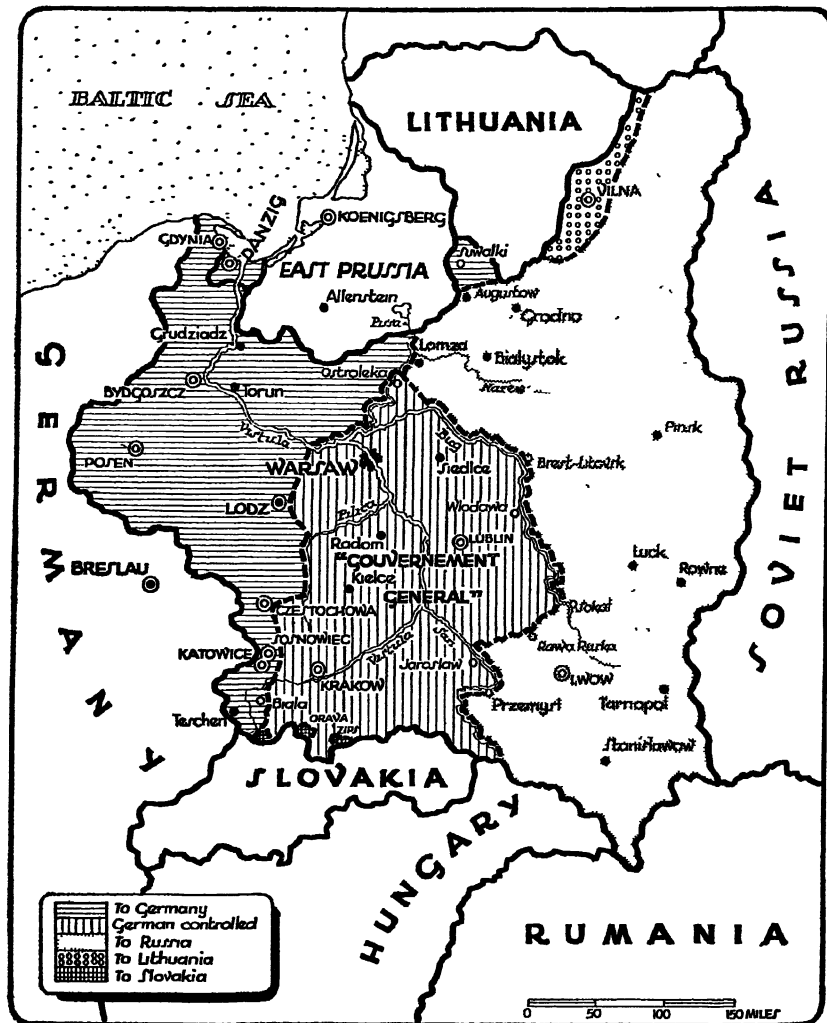 BALTIC SEA
LITHUANIA
VILNA
GDYNIA
DANZIG
KOENIGSBERG
Suwalki
EAST PRUSSIA
Allenstein
Augustow
Grodno
Grudziadz
Pissa
Lomza
Bialystok
Ostroleka
Narew
BYDGOSZCZ
Torun
Vistula
Bug
Pinsk
POSEN
WARSAW
Siedlce
Brest-Litovsk
LODZ
Pilica
Wlodawa
Radom
LUBLIN
"GOUVERNEMENT
GENERAL"
Luck
Rowne
BRESLAU
Kielce
CZESTOCHOWA
Sokal
SOSNOWIEC
Rawa Ruska
KATOWICE
Vistula
San
Jaroslaw
LWOW
KRAKOW
Biala
Przemysl
Tarnopol
Teschen
ORAVA
ZIPS
Stanislawow
SLOVAKIA
GERMANY
SOVIET RUSSIA
HUNGARY
RUMANIA
To Germany
German controlled
To Russia
To Lithuania
To Slovakia
0 50 100 150 MILES